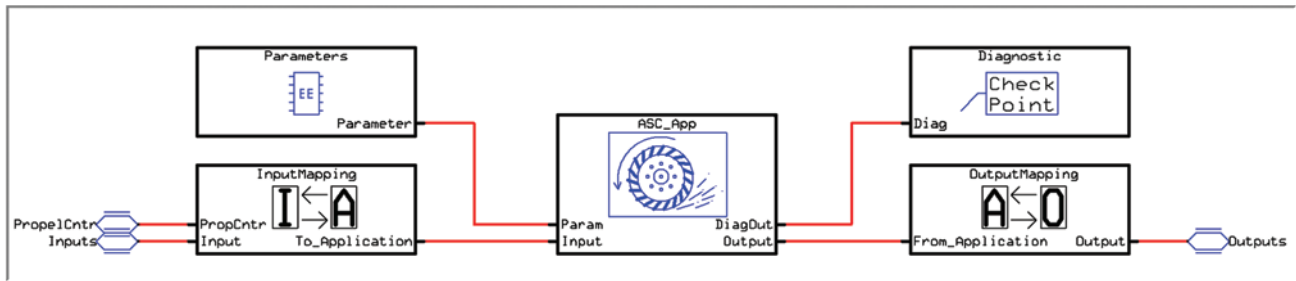 Parameters
EE
Parameter
InputMapping
I A
PropelCntr
PropCntr
Inputs
Input
To_Application
ASC_App
Param
DiagOut
Input
Output
Diagnostic
Check
Point
Diag
OutputMapping
A O
From_Application
Output
Outputs